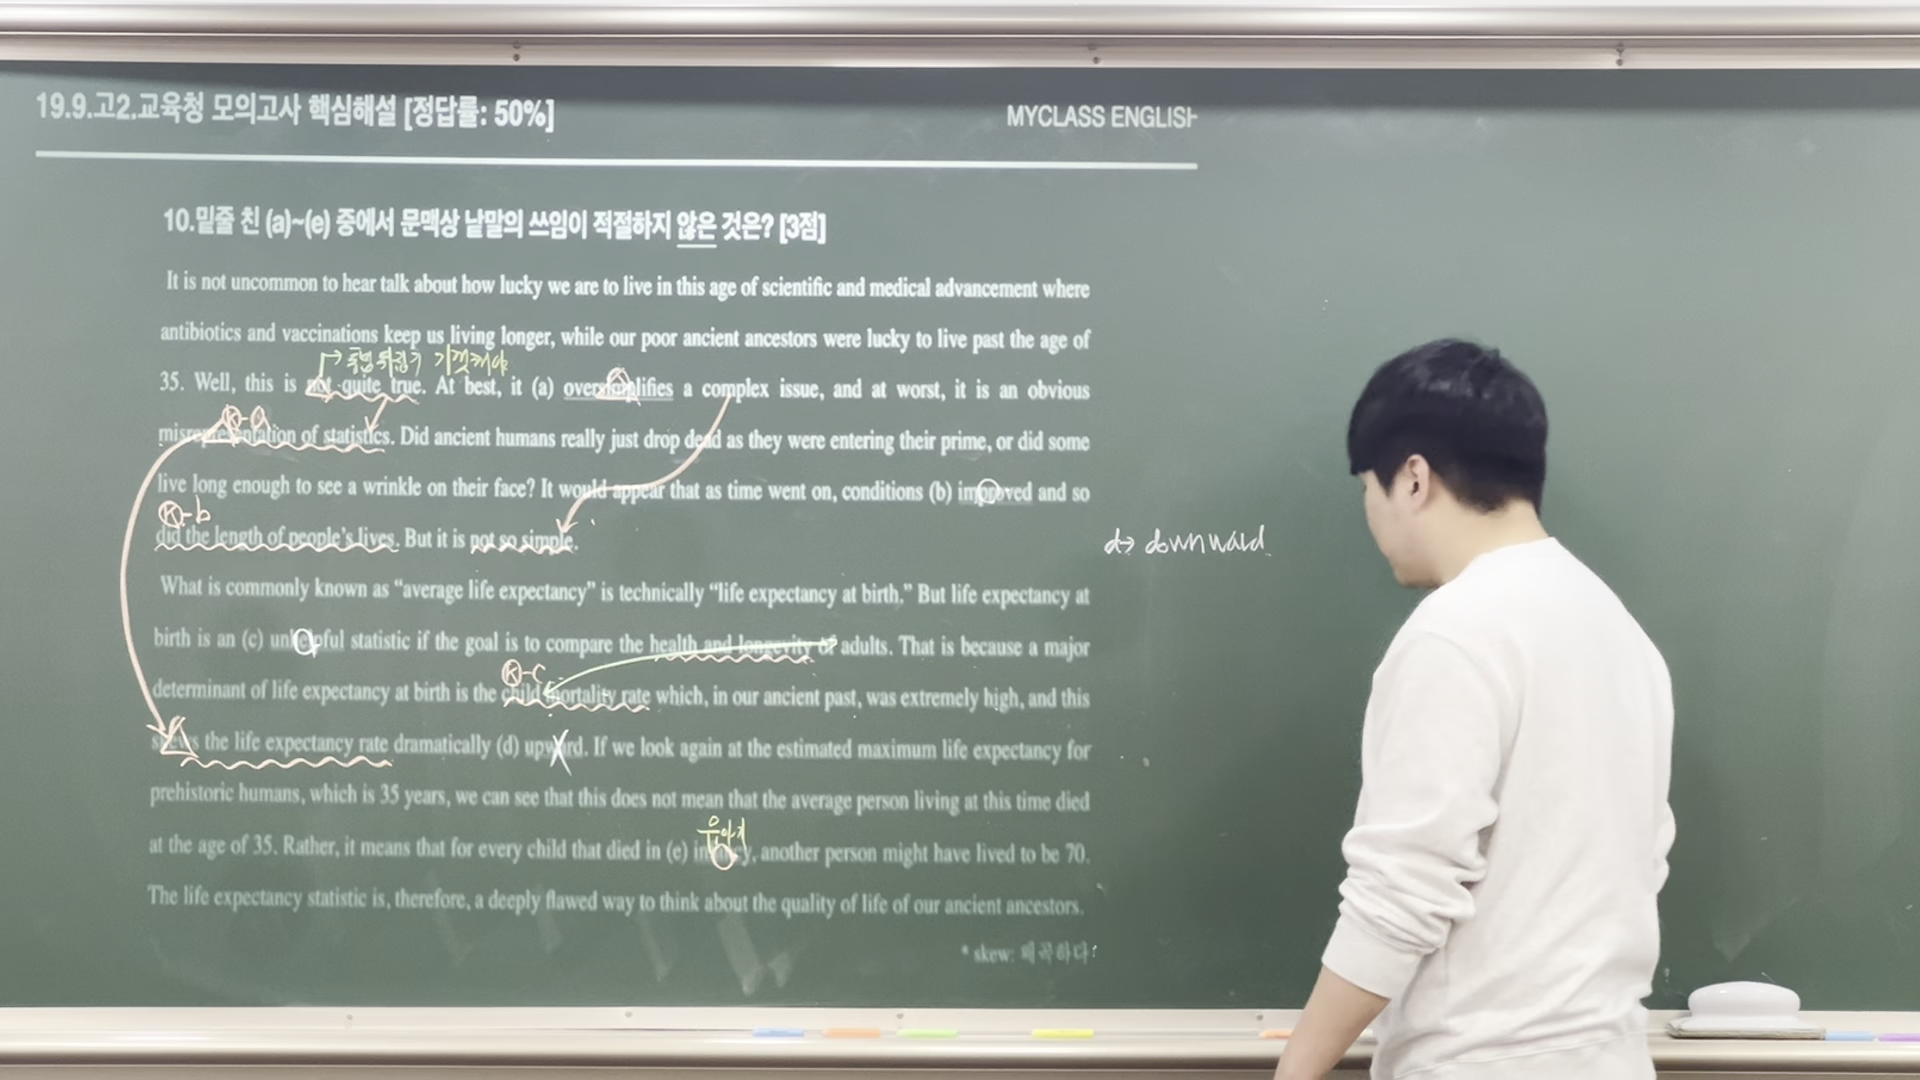 19.9.고2.교육청 모의고사 핵심해설 [정답률: 50%]
MYCLASS ENGLISH
10.밑줄 친 (a)~(e) 중에서 문맥상 낱말의 쓰임이 적절하지 않은 것은? [3점]
It is not uncommon to hear talk about how lucky we are to live in this age of scientific and medical advancement where
antibiotics and vaccinations keep us living longer, while our poor ancient ancestors were lucky to live past the age of
35. Well, this is not quite true. At best, it (a) oversimplifies a complex issue, and at worst, it is an obvious
K-a
misrepresentation of statistics. Did ancient humans really just drop dead as they were entering their prime, or did some
live long enough to see a wrinkle on their face? It would appear that as time went on, conditions (b) improved and so
K-b
did the length of people's lives. But it is not so simple.
d→ downward
What is commonly known as “average life expectancy” is technically “life expectancy at birth.” But life expectancy at
birth is an (c) unhelpful statistic if the goal is to compare the health and longevity of adults. That is because a major
K-c
determinant of life expectancy at birth is the child mortality rate which, in our ancient past, was extremely high, and this
skews the life expectancy rate dramatically (d) upward. If we look again at the estimated maximum life expectancy for
prehistoric humans, which is 35 years, we can see that this does not mean that the average person living at this time died
유아기
at the age of 35. Rather, it means that for every child that died in (e) infancy, another person might have lived to be 70.
The life expectancy statistic is, therefore, a deeply flawed way to think about the quality of life of our ancient ancestors.
* skew: 왜곡하다